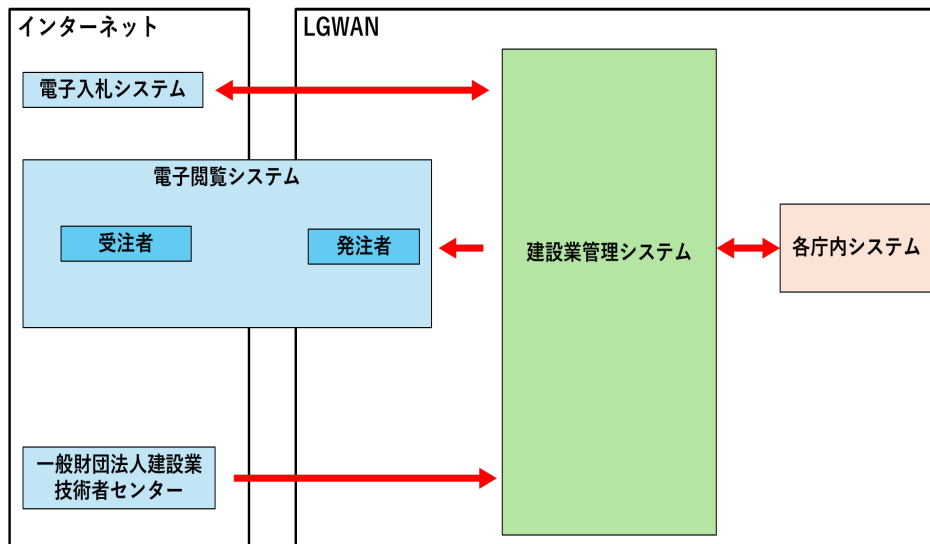 インターネット
LGWAN
電子入札システム
電子閲覧システム
受注者
発注者
建設業管理システム
各庁内システム
一般財団法人建設業
技術者センター